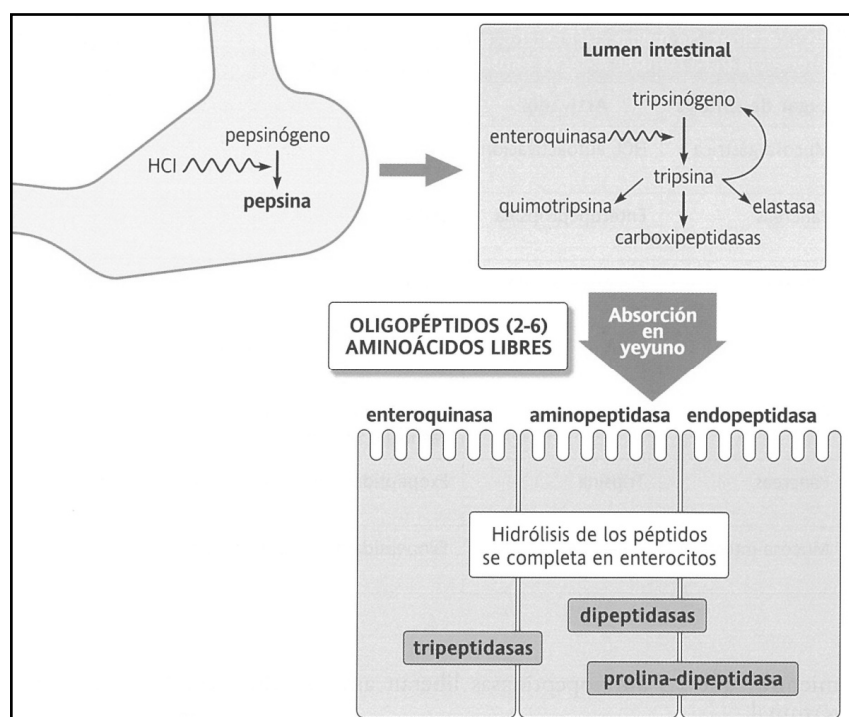 Lumen intestinal
tripsinógeno
enteroquinasa
tripsina
quimotripsina
elastasa
carboxipeptidasas
pepsinógeno
HCl
pepsina
OLIGOPÉPTIDOS (2-6)
AMINOÁCIDOS LIBRES
Absorción
en
yeyuno
enteroquinasa
aminopeptidasa
endopeptidasa
Hidrólisis de los péptidos
se completa en enterocitos
dipeptidasas
tripeptidasas
prolina-dipeptidasa